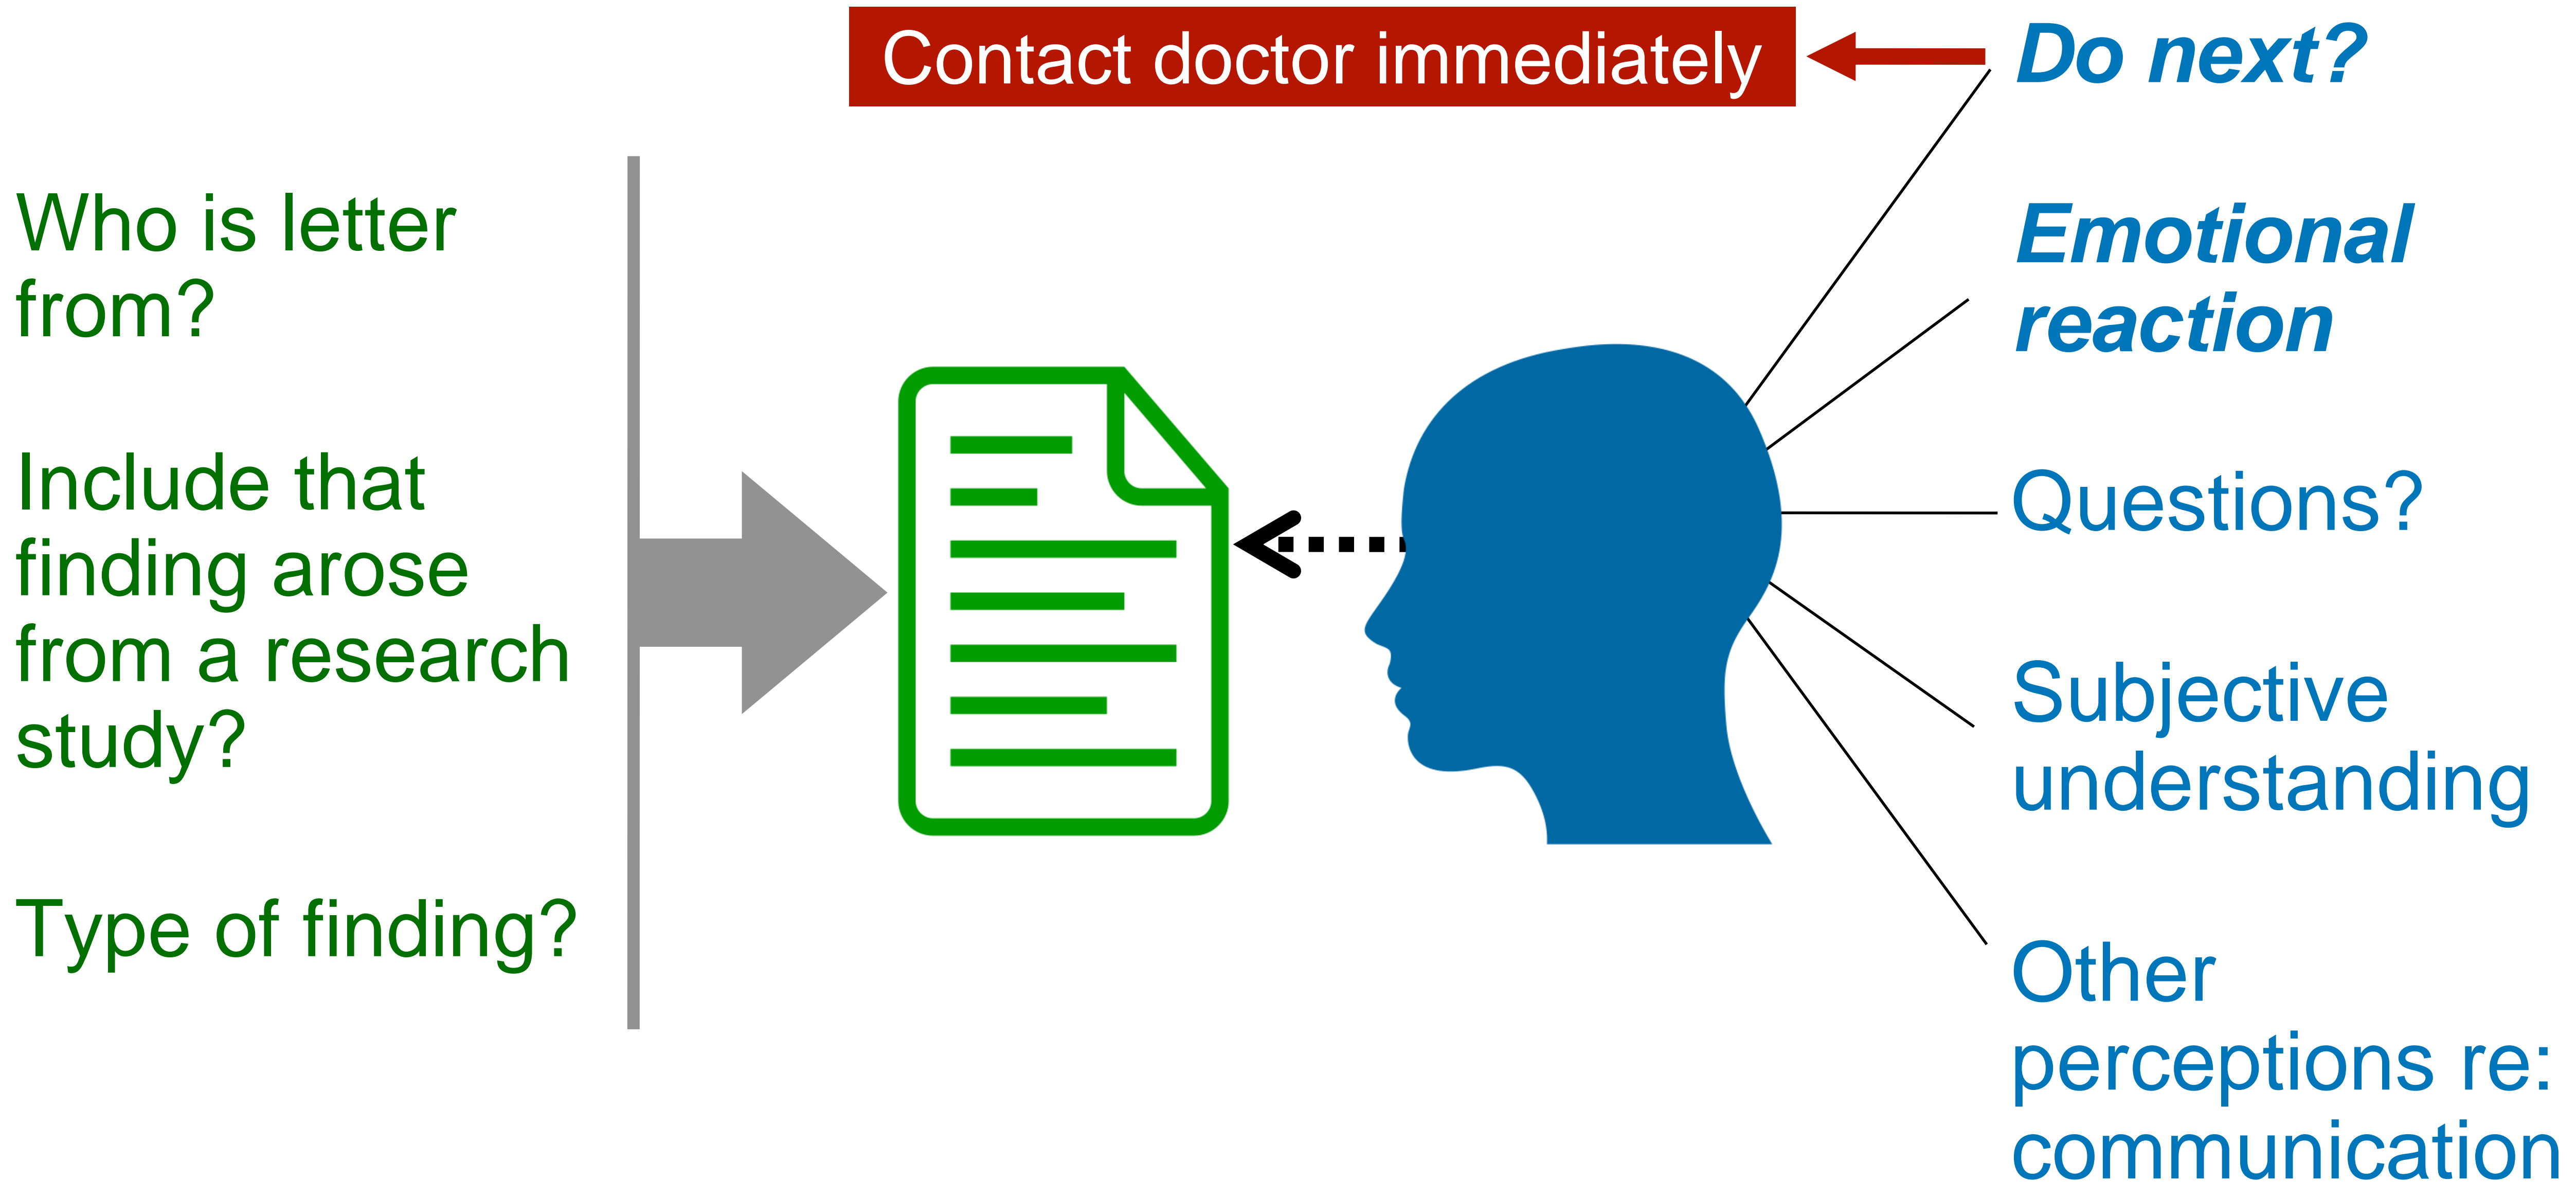 Contact doctor immediately
Do next?
Who is letter
from?
Include that
finding arose
from a research
study?
Type of finding?
Emotional
reaction
Questions?
Subjective
understanding
Other
perceptions re:
communication